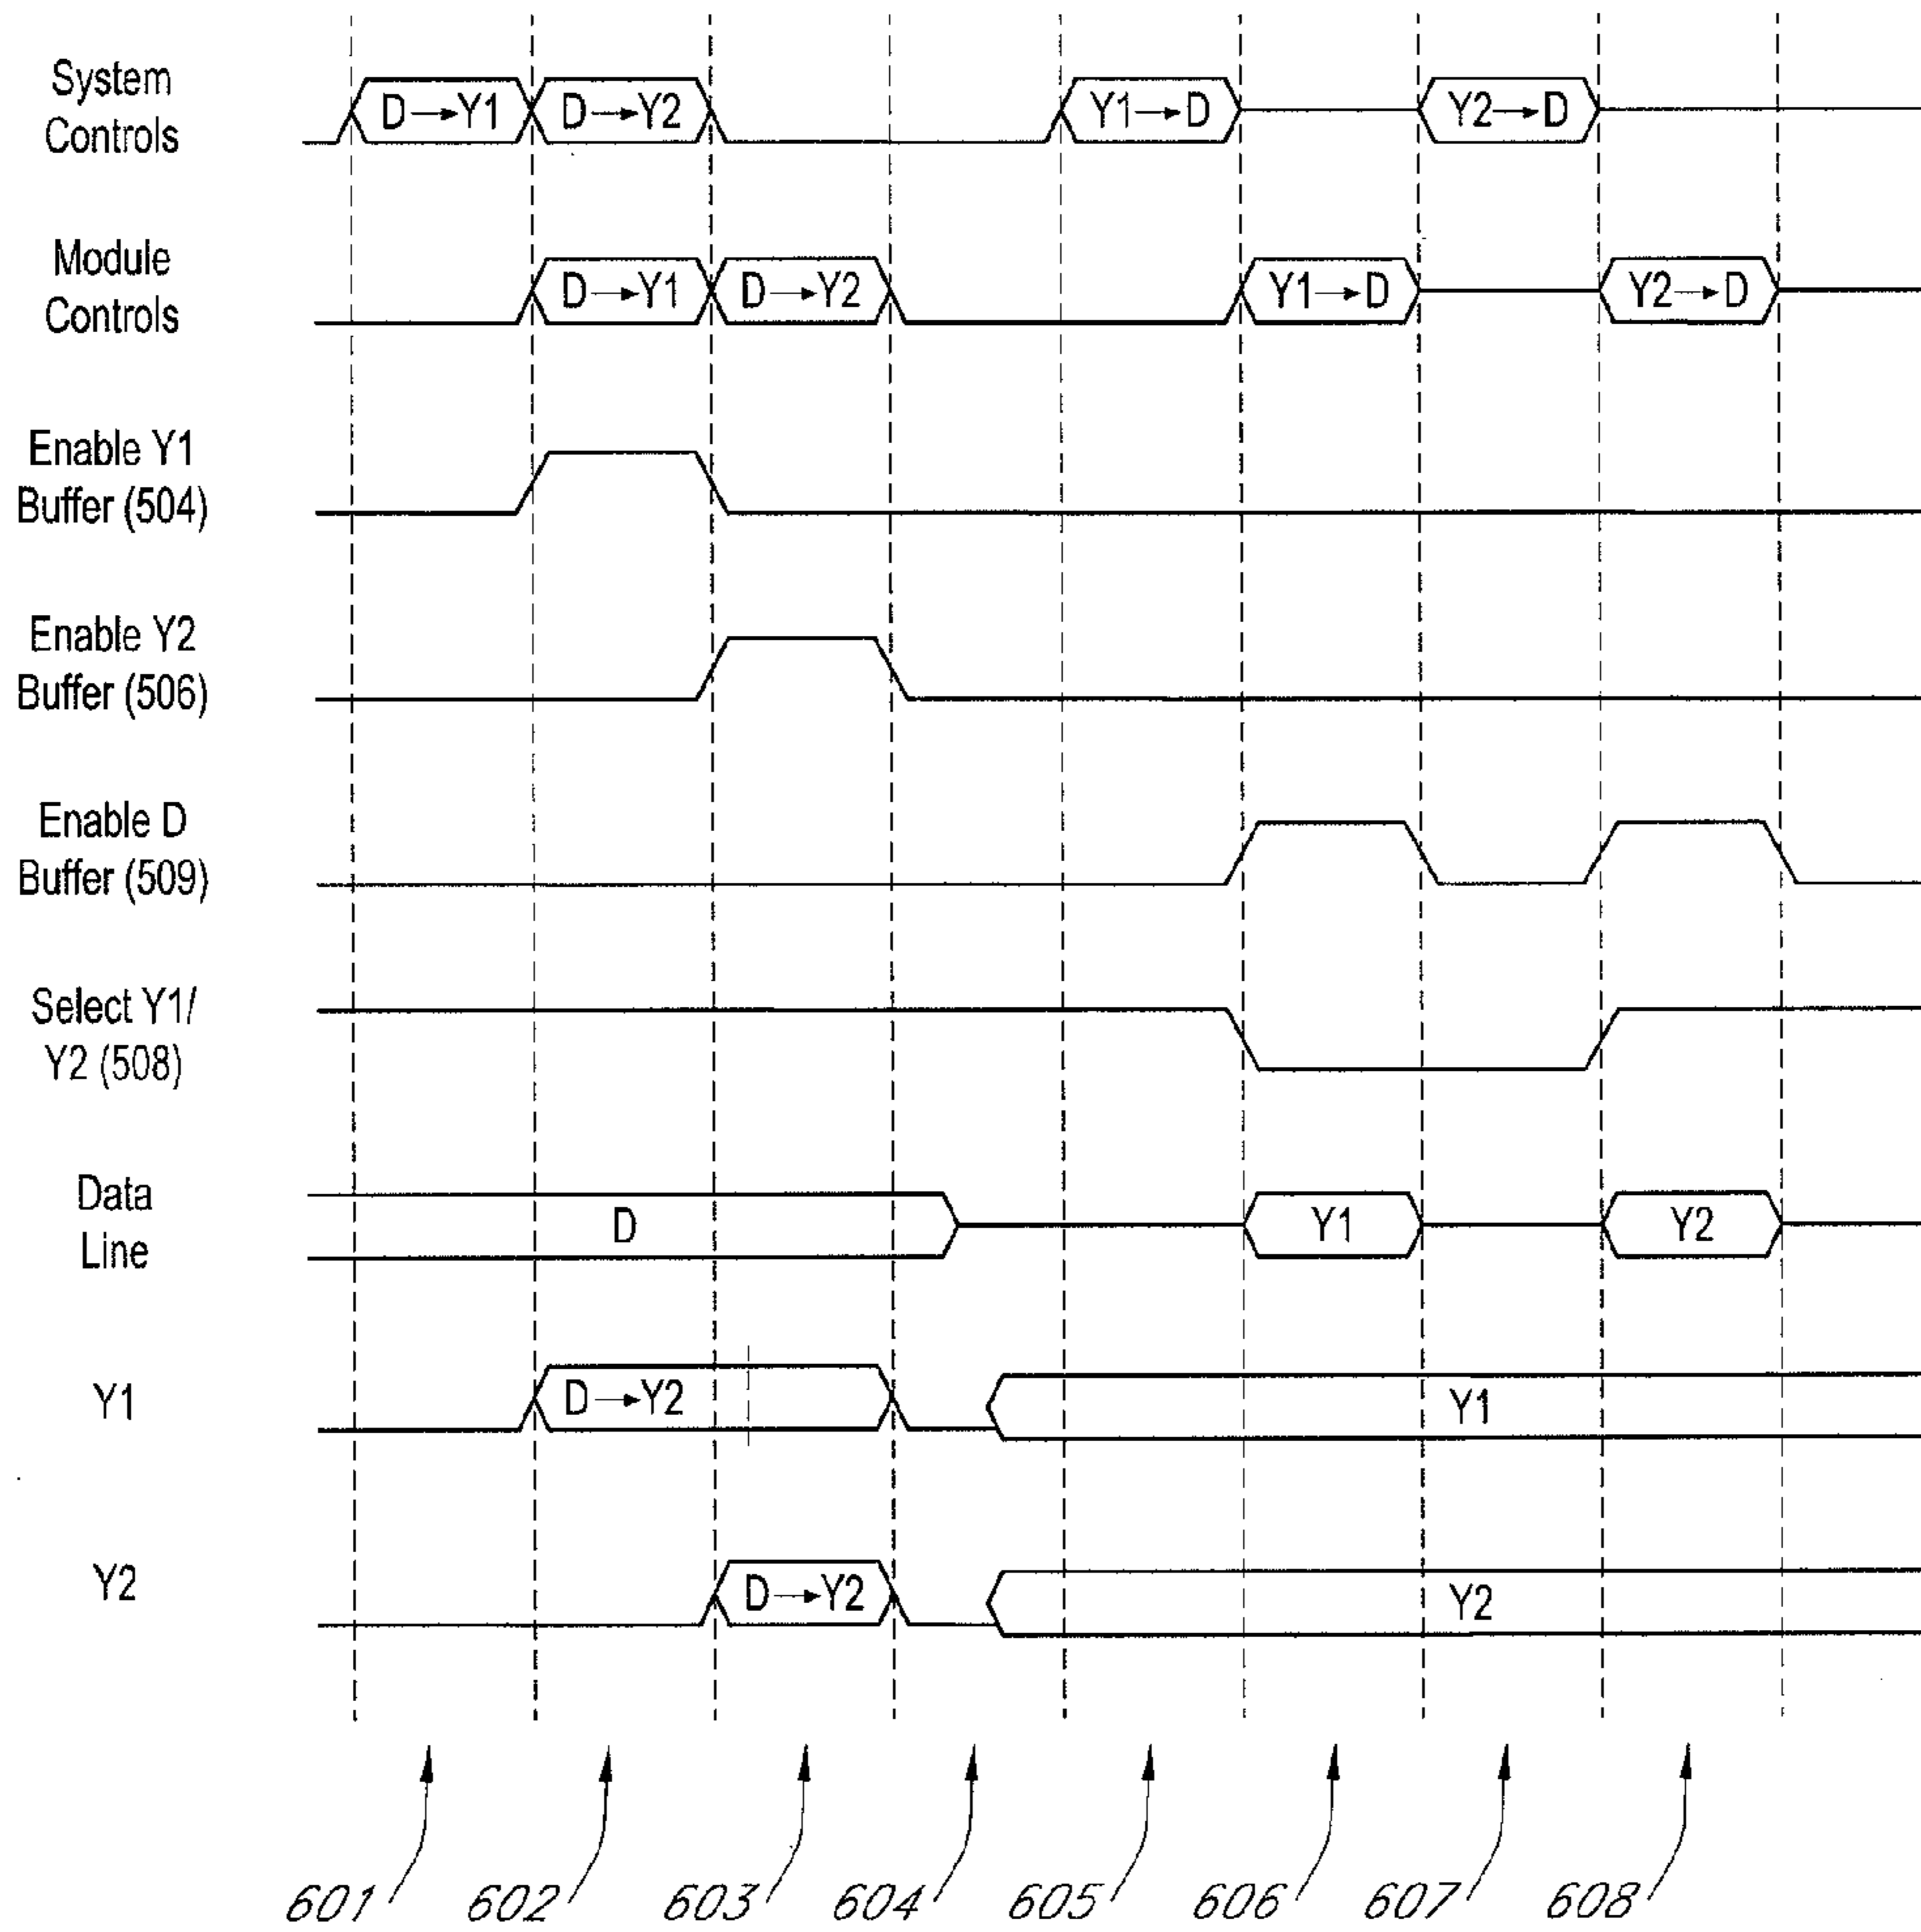 System
Controls
D→Y1
D→Y2
Y1→D
Y2→D
Module
Controls
D→Y1
D→Y2
Y1→D
Y2→D
Enable Y1
Buffer (504)
Enable Y2
Buffer (506)
Enable D
Buffer (509)
Select Y1/
Y2 (508)
Data
Line
D
Y1
Y2
Y1
D→Y2
Y1
Y2
D→Y2
Y2
601
602
603
604
605
606
607
608